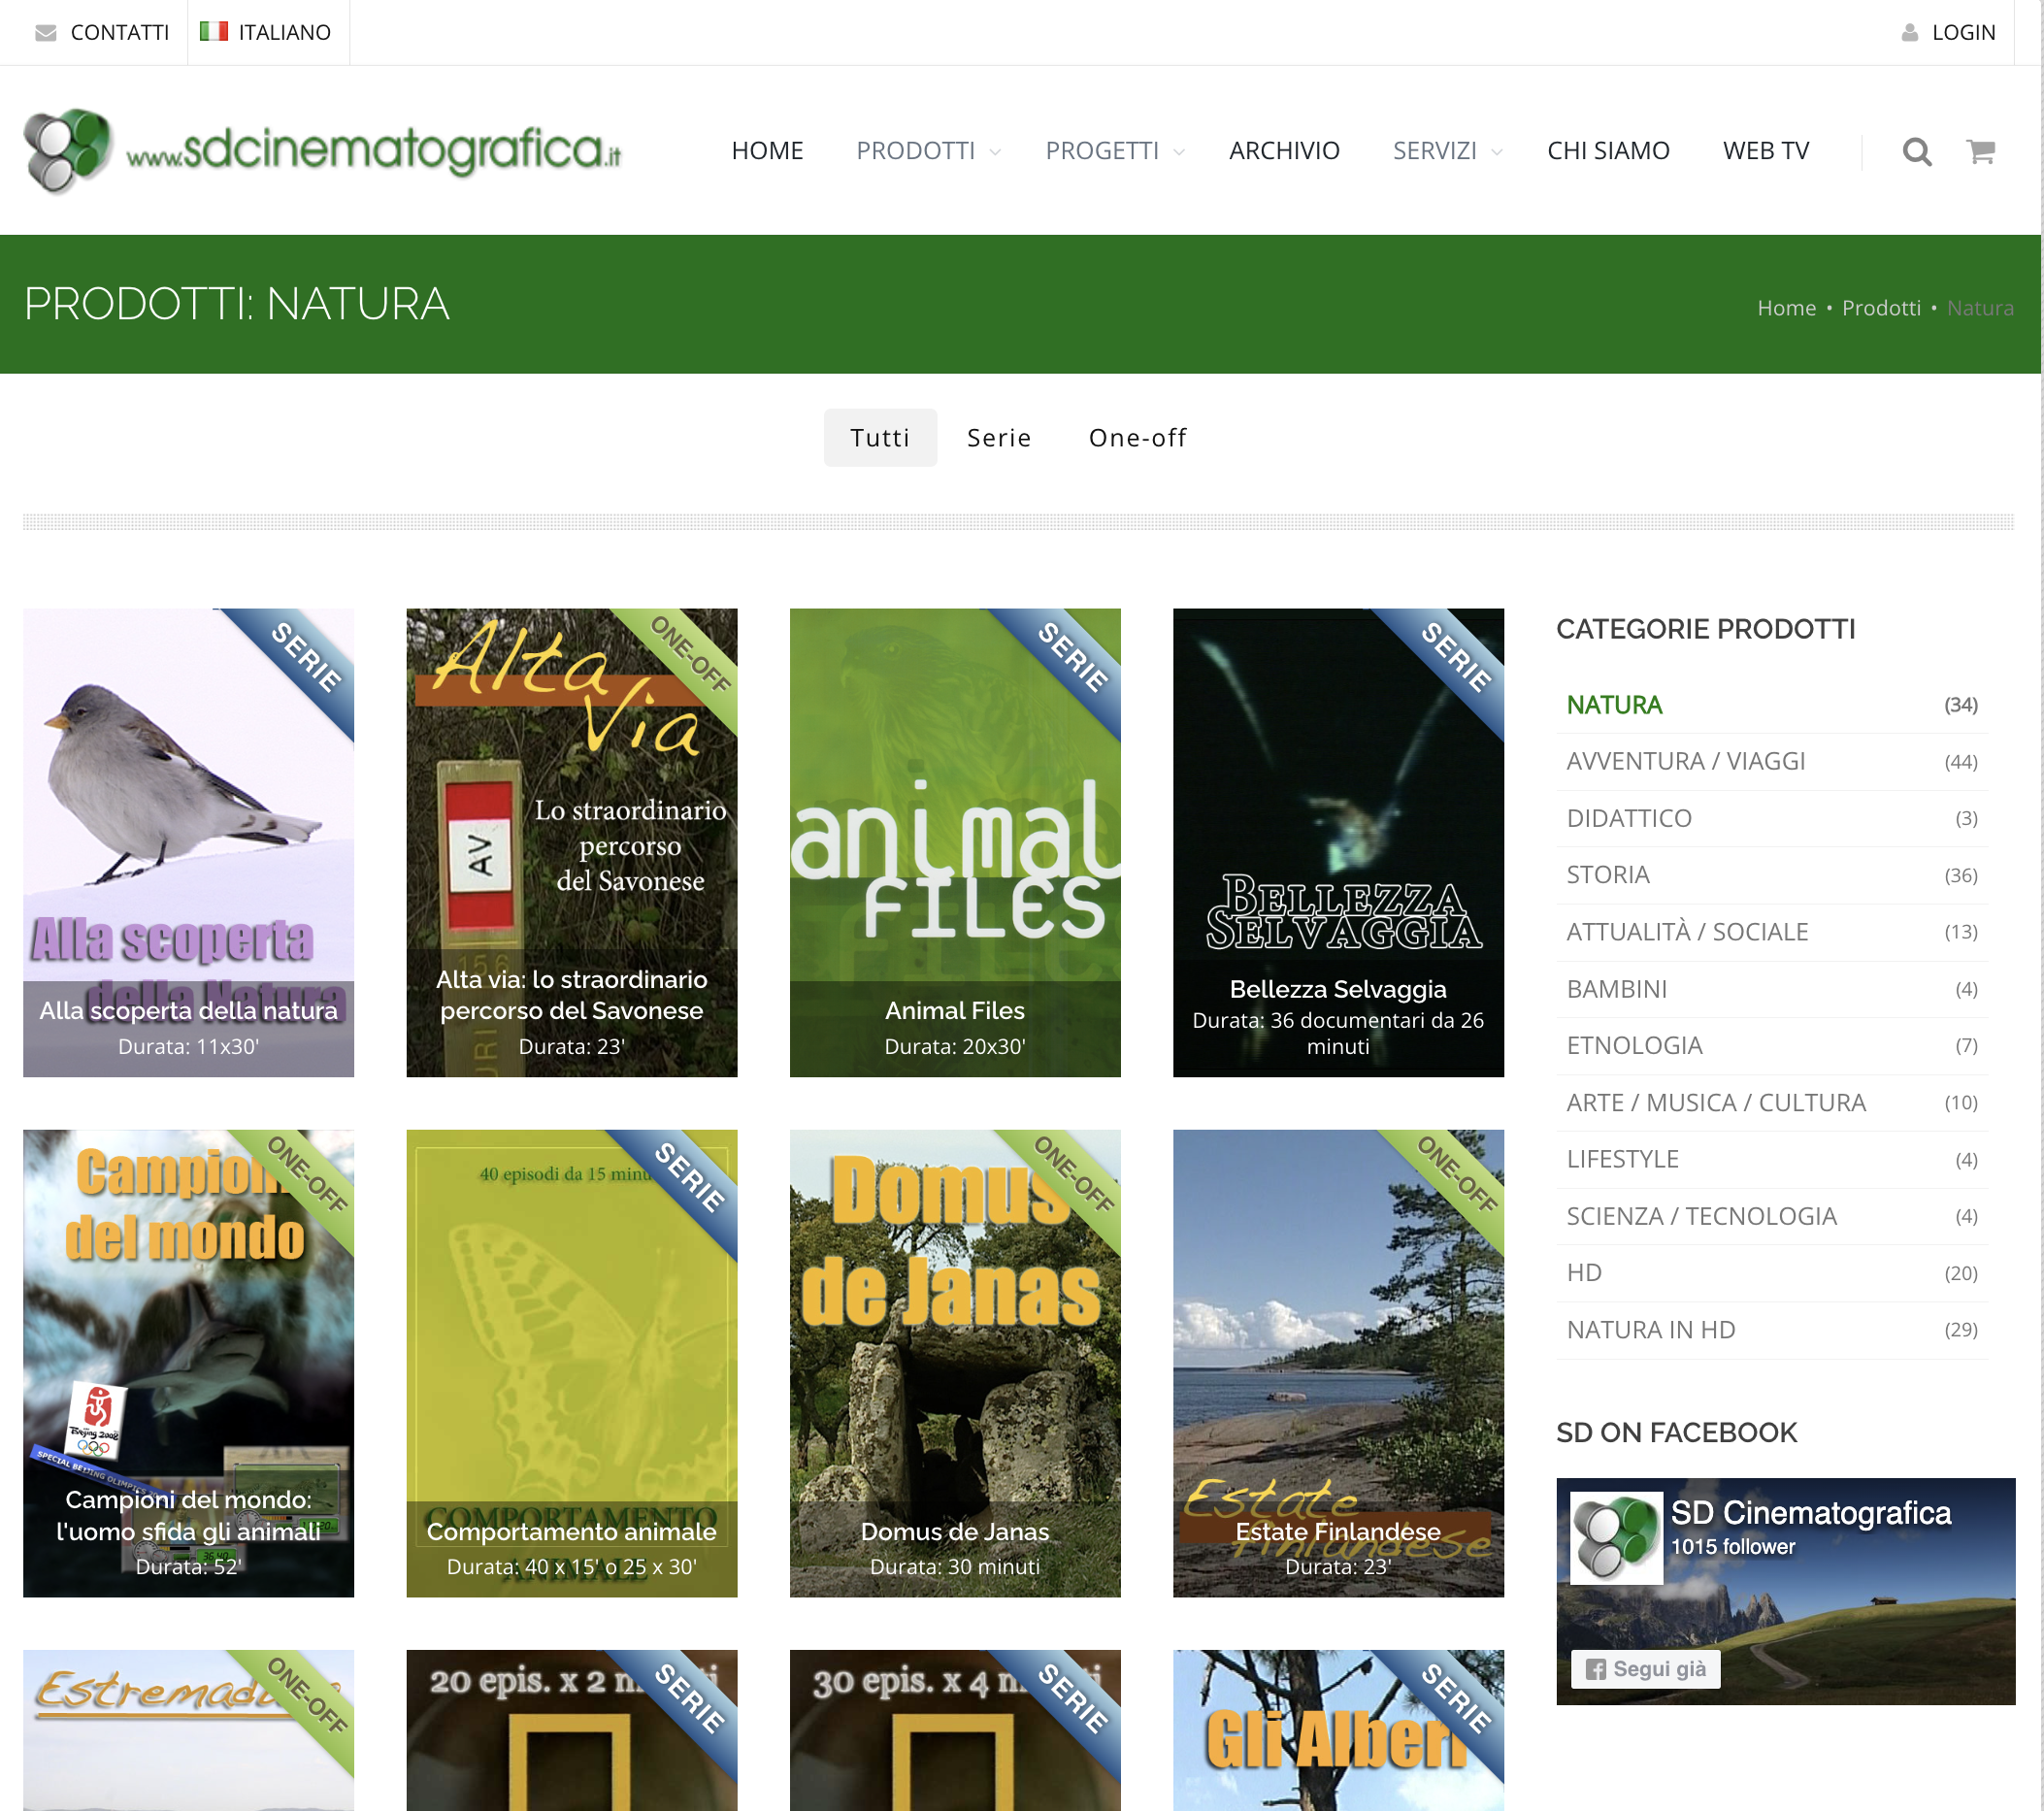 CONTATTI
ITALIANO
LOGIN
www.sdcinematografica.it
HOME
PRODOTTI
PROGETTI
ARCHIVIO
SERVIZI
CHI SIAMO
WEB TV
PRODOTTI: NATURA
Home • Prodotti • Natura
Tutti
Serie
One-off
SERIE
Alla scoperta
della Natura
Alla scoperta della natura
Durata: 11x30'
ONE-OFF
Alta
Via
Lo straordinario
percorso
del Savonese
AV
156
Alta via: lo straordinario
percorso del Savonese
Durata: 23'
SERIE
animal
FILES
Animal Files
Durata: 20x30'
SERIE
BELLEZZA
SELVAGGIA
Bellezza Selvaggia
Durata: 36 documentari da 26
minuti
ONE-OFF
Campioni
del mondo
Beijing 2008
SPECIAL BEIJING OLIMPICS
Campioni del mondo:
l'uomo sfida gli animali
Durata: 52'
SERIE
40 episodi da 15 minu
COMPORTAMENTO
ANIMALE
Comportamento animale
Durata: 40 x 15' o 25 x 30'
ONE-OFF
Domus
de Janas
Domus de Janas
Durata: 30 minuti
ONE-OFF
Estate
Finlandese
Estate Finlandese
Durata: 23'
ONE-OFF
Estremadu
SERIE
20 epis. x 2 m
SERIE
30 epis. x 4 m
SERIE
Gli Alberi
CATEGORIE PRODOTTI
NATURA (34)
AVVENTURA / VIAGGI (44)
DIDATTICO (3)
STORIA (36)
ATTUALITÀ / SOCIALE (13)
BAMBINI (4)
ETNOLOGIA (7)
ARTE / MUSICA / CULTURA (10)
LIFESTYLE (4)
SCIENZA / TECNOLOGIA (4)
HD (20)
NATURA IN HD (29)
SD ON FACEBOOK
SD Cinematografica
1015 follower
Segui già